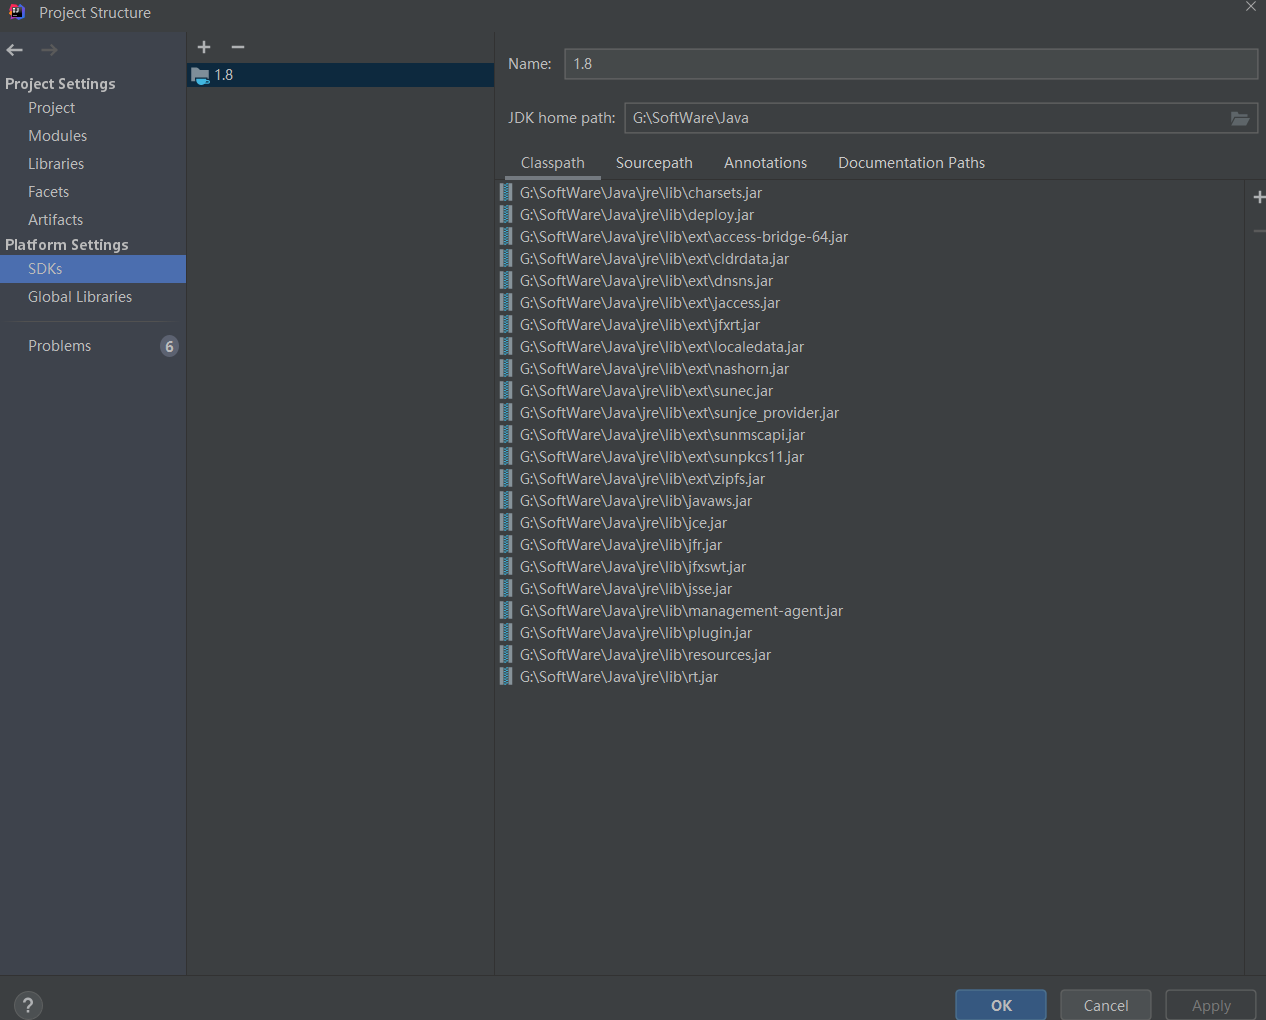 Project Structure
Project Settings
Project
Modules
Libraries
Facets
Artifacts
Platform Settings
SDKs
Global Libraries
Problems 6
1.8
Name: 1.8
JDK home path: G:\SoftWare\Java
Classpath Sourcepath Annotations Documentation Paths
G:\SoftWare\Java\jre\lib\charsets.jar
G:\SoftWare\Java\jre\lib\deploy.jar
G:\SoftWare\Java\jre\lib\ext\access-bridge-64.jar
G:\SoftWare\Java\jre\lib\ext\cldrdata.jar
G:\SoftWare\Java\jre\lib\ext\dnsns.jar
G:\SoftWare\Java\jre\lib\ext\jaccess.jar
G:\SoftWare\Java\jre\lib\ext\jfxrt.jar
G:\SoftWare\Java\jre\lib\ext\localedata.jar
G:\SoftWare\Java\jre\lib\ext\nashorn.jar
G:\SoftWare\Java\jre\lib\ext\sunec.jar
G:\SoftWare\Java\jre\lib\ext\sunjce_provider.jar
G:\SoftWare\Java\jre\lib\ext\sunmscapi.jar
G:\SoftWare\Java\jre\lib\ext\sunpkcs11.jar
G:\SoftWare\Java\jre\lib\ext\zipfs.jar
G:\SoftWare\Java\jre\lib\javaws.jar
G:\SoftWare\Java\jre\lib\jce.jar
G:\SoftWare\Java\jre\lib\jfr.jar
G:\SoftWare\Java\jre\lib\jfxswt.jar
G:\SoftWare\Java\jre\lib\jsse.jar
G:\SoftWare\Java\jre\lib\management-agent.jar
G:\SoftWare\Java\jre\lib\plugin.jar
G:\SoftWare\Java\jre\lib\resources.jar
G:\SoftWare\Java\jre\lib\rt.jar
? OK Cancel Apply